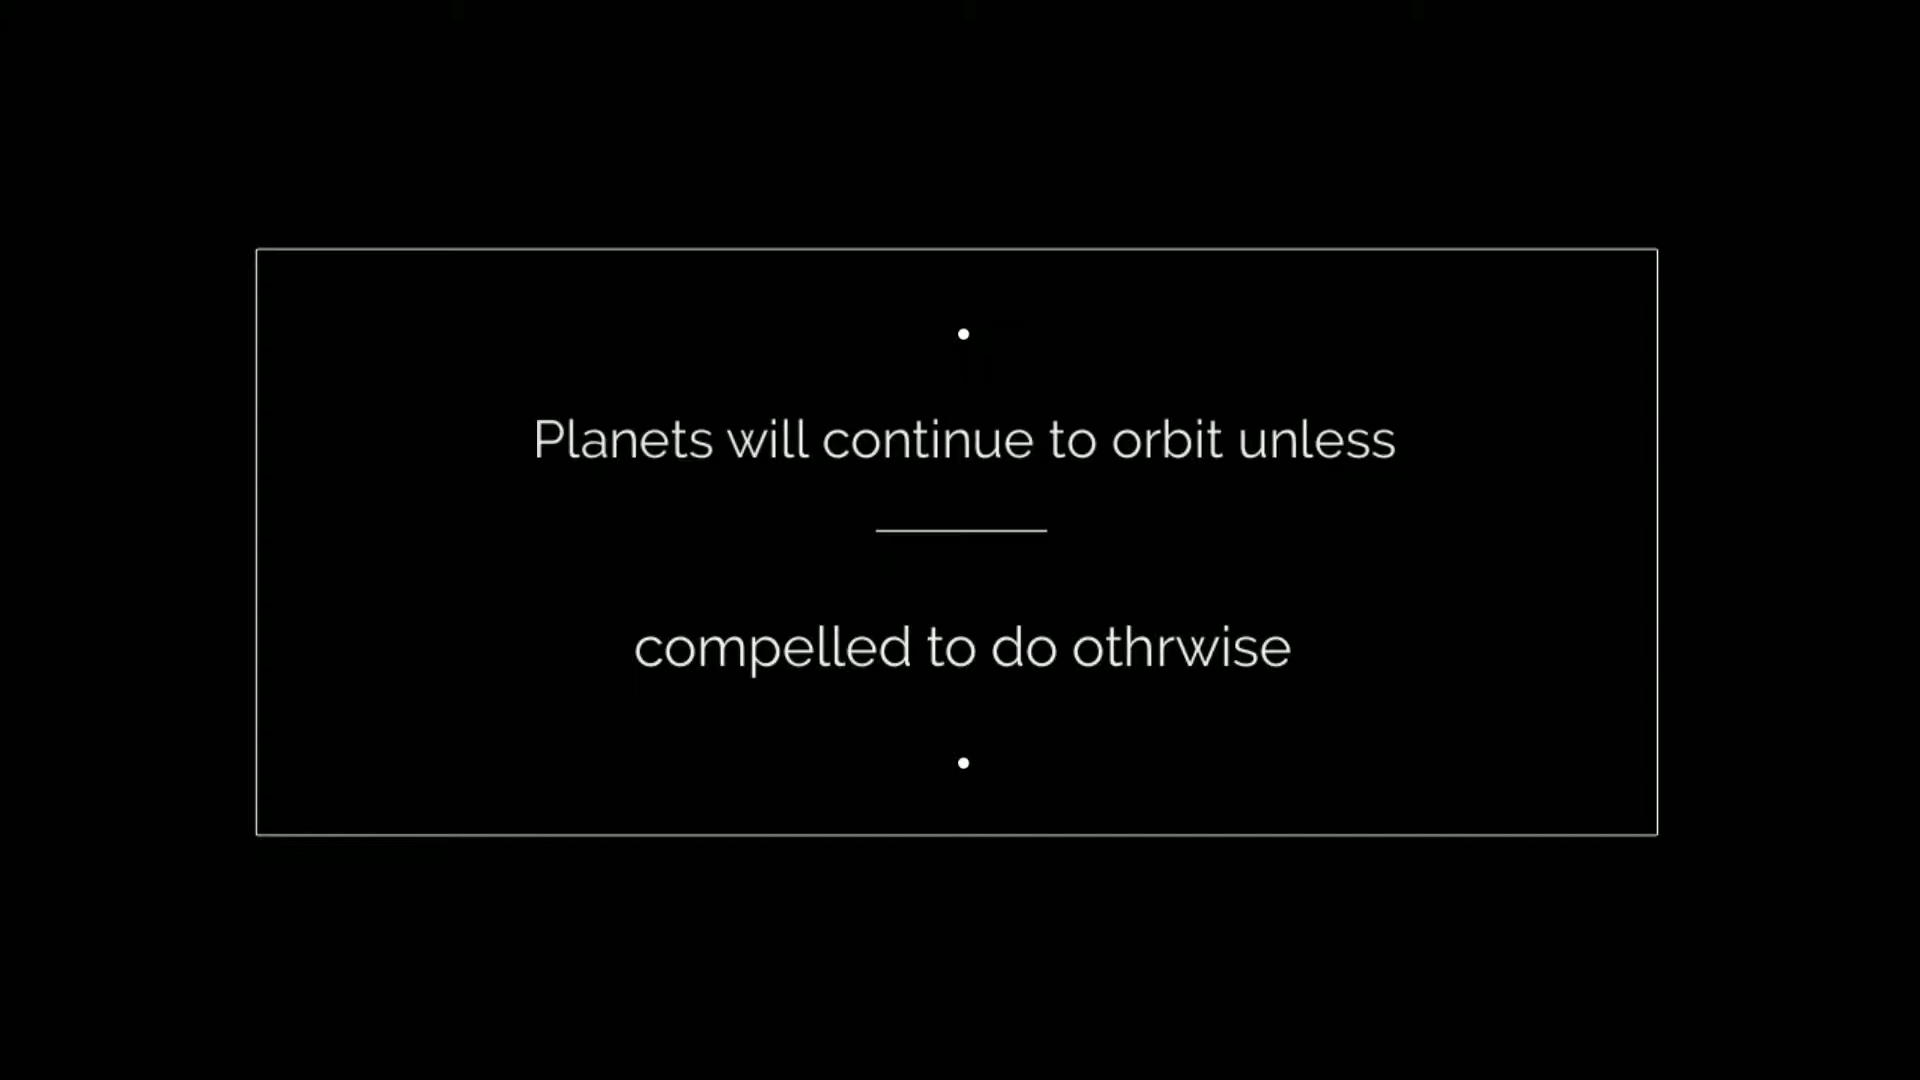 Planets will continue to orbit unless
compelled to do othrwise